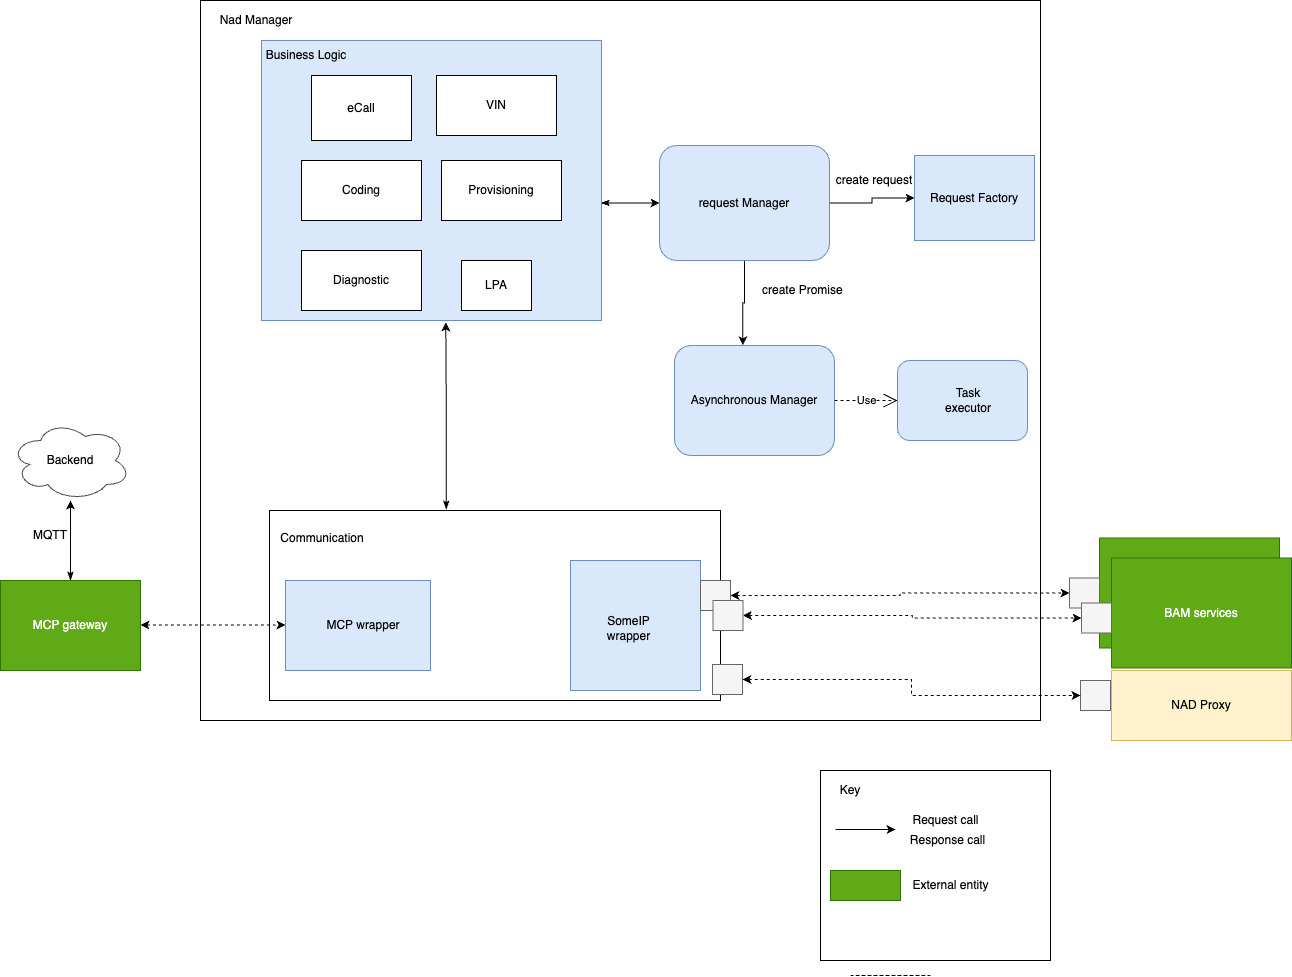 Nad Manager
Business Logic
eCall
VIN
Coding
Provisioning
Diagnostic
LPA
request Manager
create request
Request Factory
create Promise
Asynchronous Manager
Use
Task
executor
Backend
MQTT
MCP gateway
Communication
MCP wrapper
SomeIP
wrapper
BAM services
NAD Proxy
Key
Request call
Response call
External entity